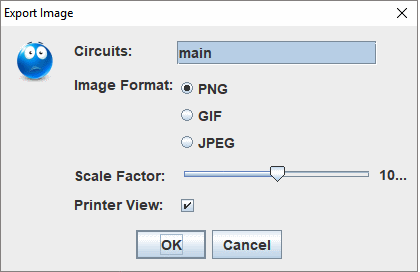 Export Image
Circuits: main
Image Format: PNG
GIF
JPEG
Scale Factor: 10...
Printer View:
OK Cancel